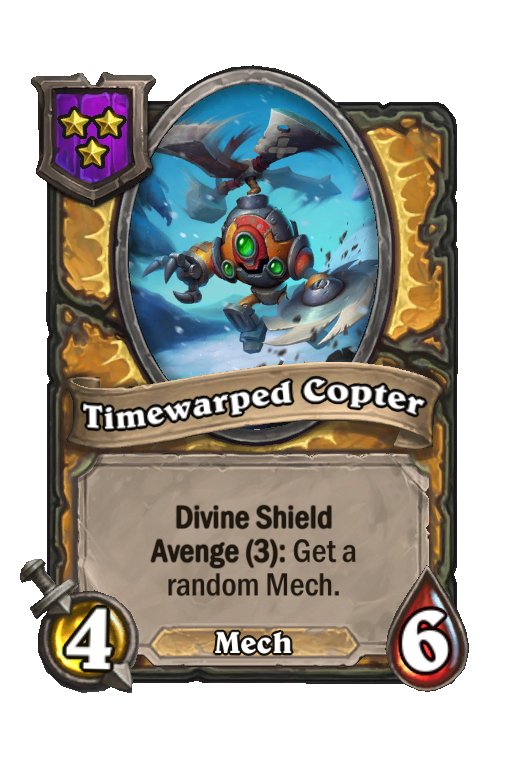 Timewarped Copter
Divine Shield
Avenge (3): Get a
random Mech.
4
Mech
6